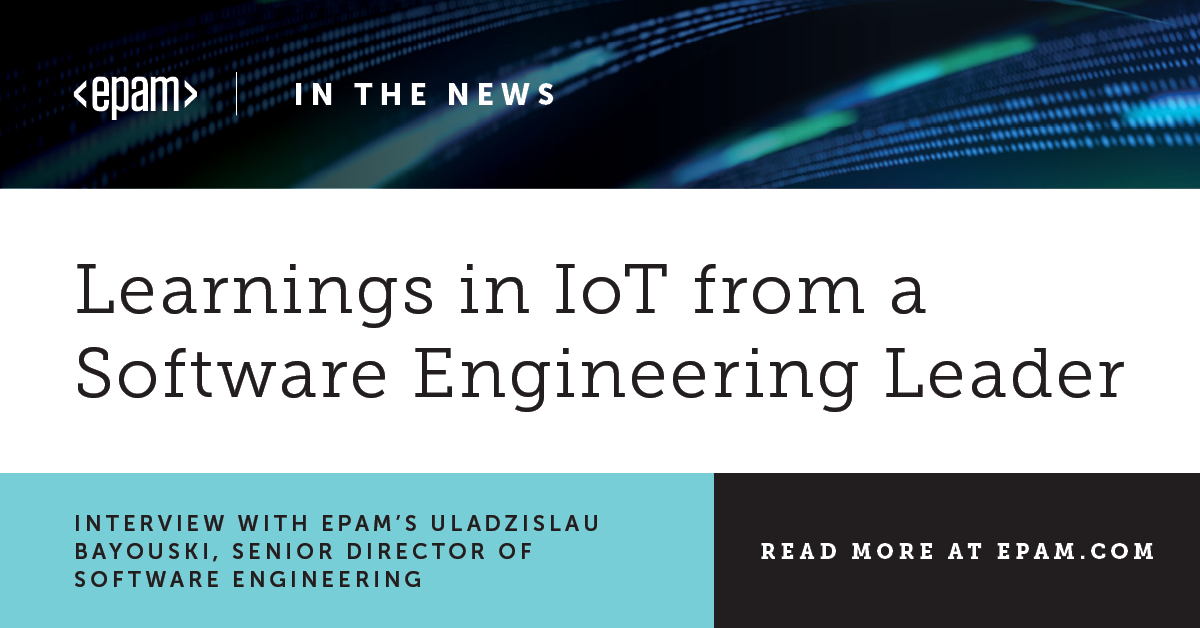 <epam> IN THE NEWS
Learnings in IoT from a
Software Engineering Leader
INTERVIEW WITH EPAM’S ULADZISLAU
BAYOUSKI, SENIOR DIRECTOR OF
SOFTWARE ENGINEERING
READ MORE AT EPAM.COM